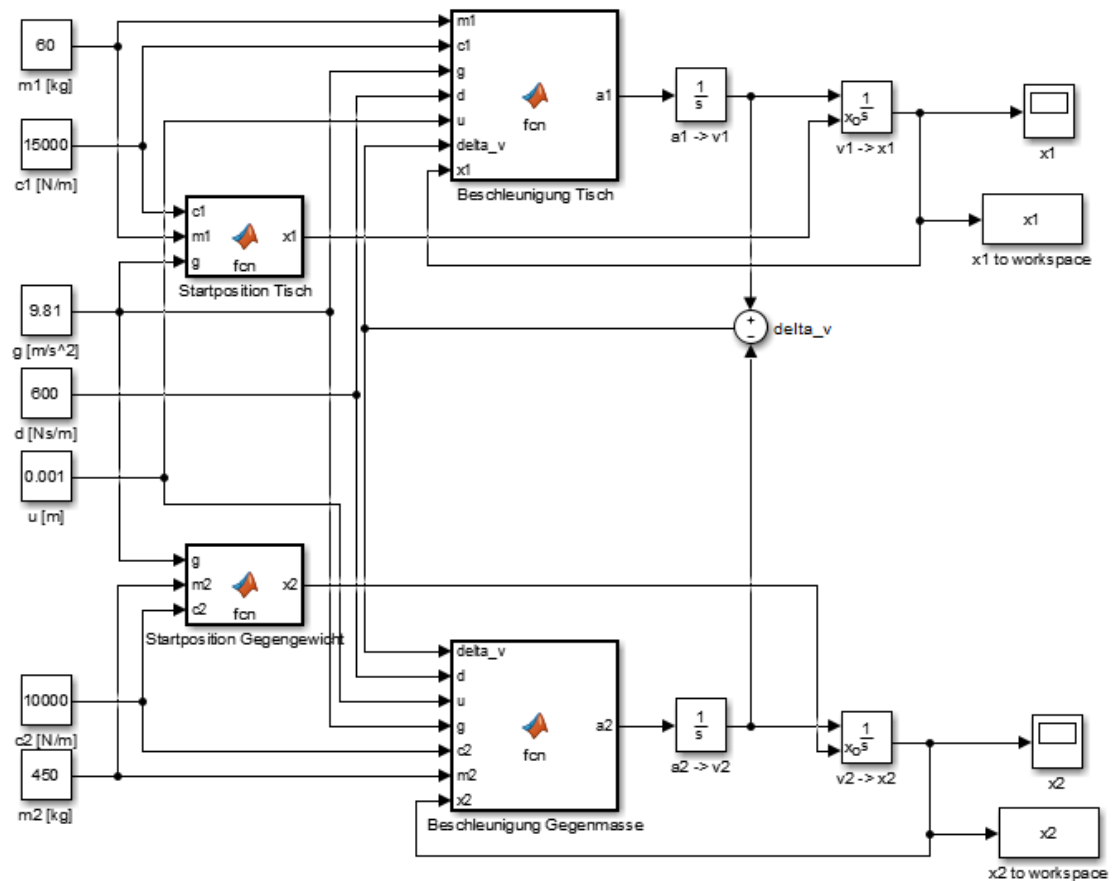 60
m1 [kg]
15000
c1 [N/m]
9.81
g [m/s^2]
600
d [Ns/m]
0.001
u [m]
10000
c2 [N/m]
450
m2 [kg]
c1
m1
g
x1
fcn
Startposition Tisch
g
m2
c2
x2
fcn
Startposition Gegengewicht
m1
c1
g
d
u
delta_v
x1
a1
fcn
Beschleunigung Tisch
delta_v
d
u
g
c2
m2
x2
a2
fcn
Beschleunigung Gegenmasse
1
s
a1 -> v1
1
s
xo
v1 -> x1
x1
x1
x1 to workspace
+
−
delta_v
1
s
a2 -> v2
1
s
xo
v2 -> x2
x2
x2
x2 to workspace